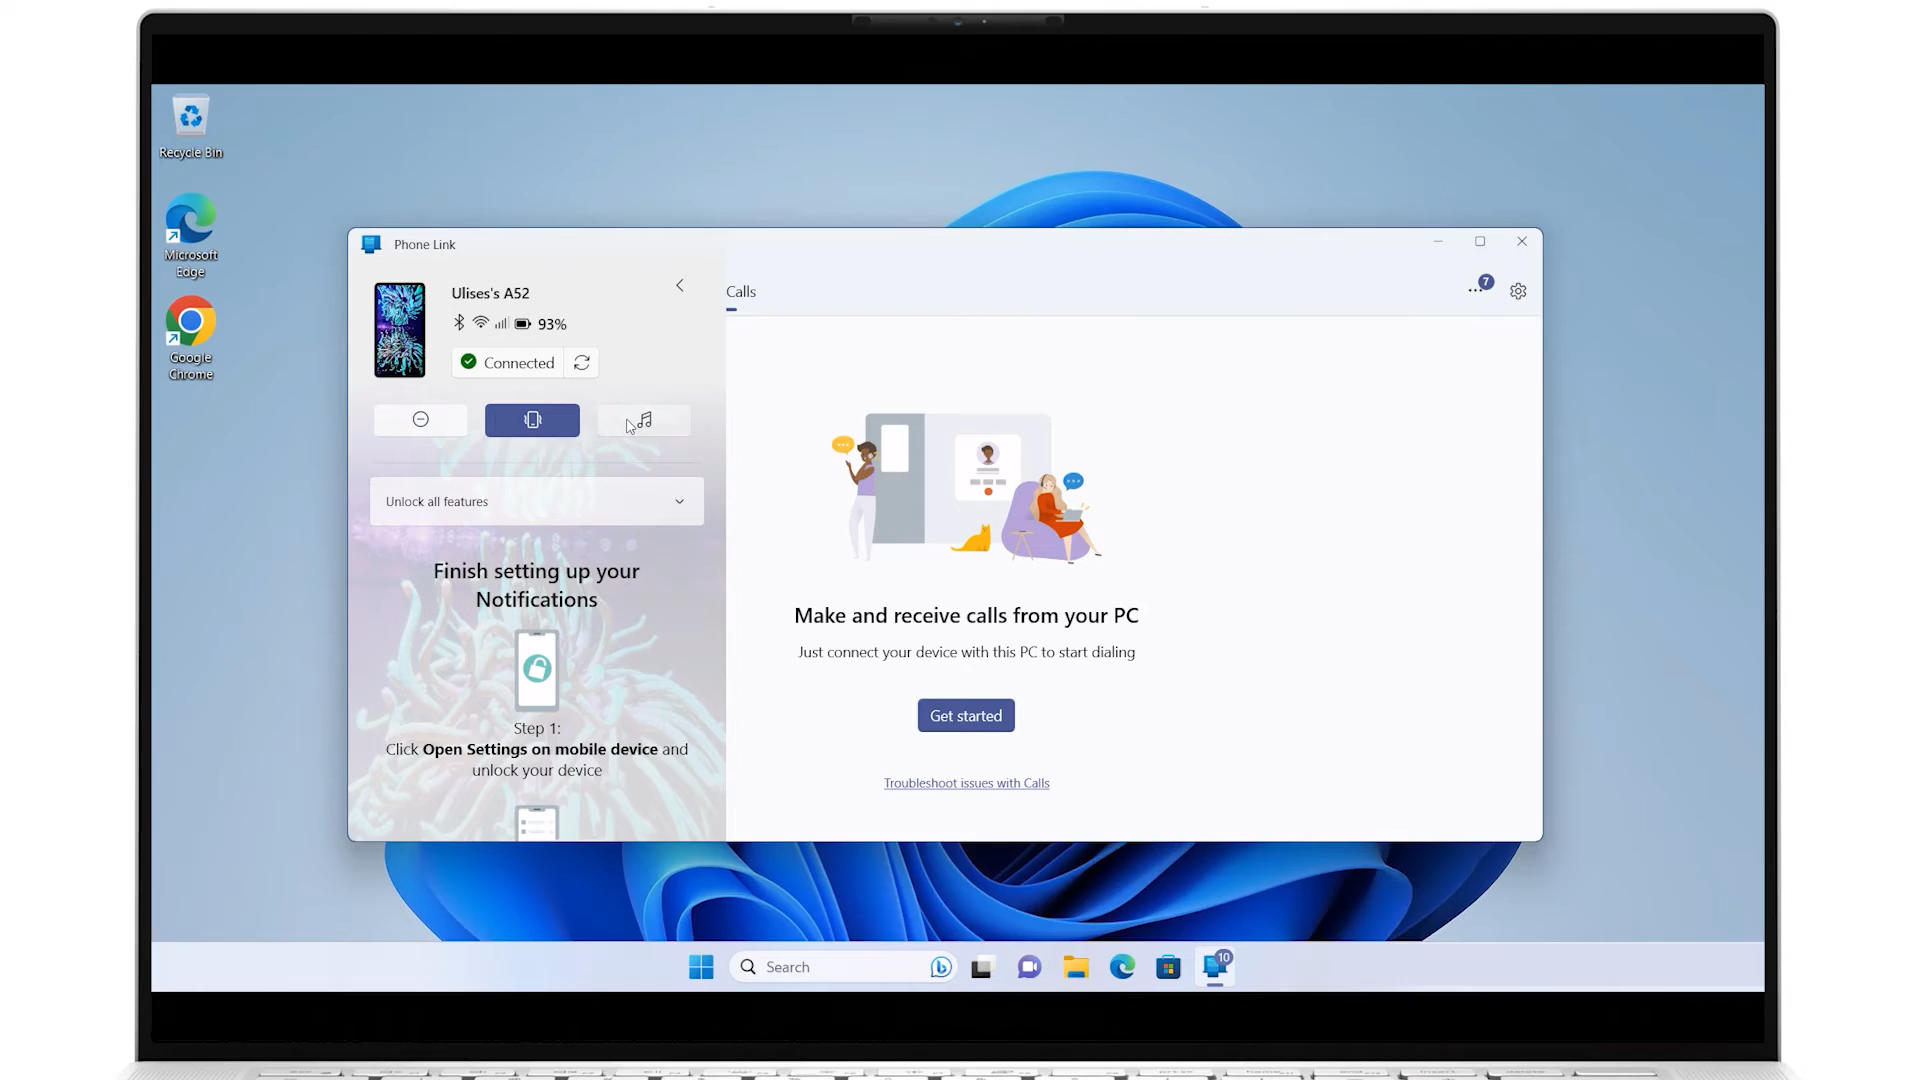 Recycle Bin
Microsoft
Edge
Google
Chrome
Phone Link
Ulises's A52
93%
Connected
Unlock all features
Finish setting up your
Notifications
Step 1:
Click Open Settings on mobile device and
unlock your device
Calls
7
Make and receive calls from your PC
Just connect your device with this PC to start dialing
Get started
Troubleshoot issues with Calls
Search
10